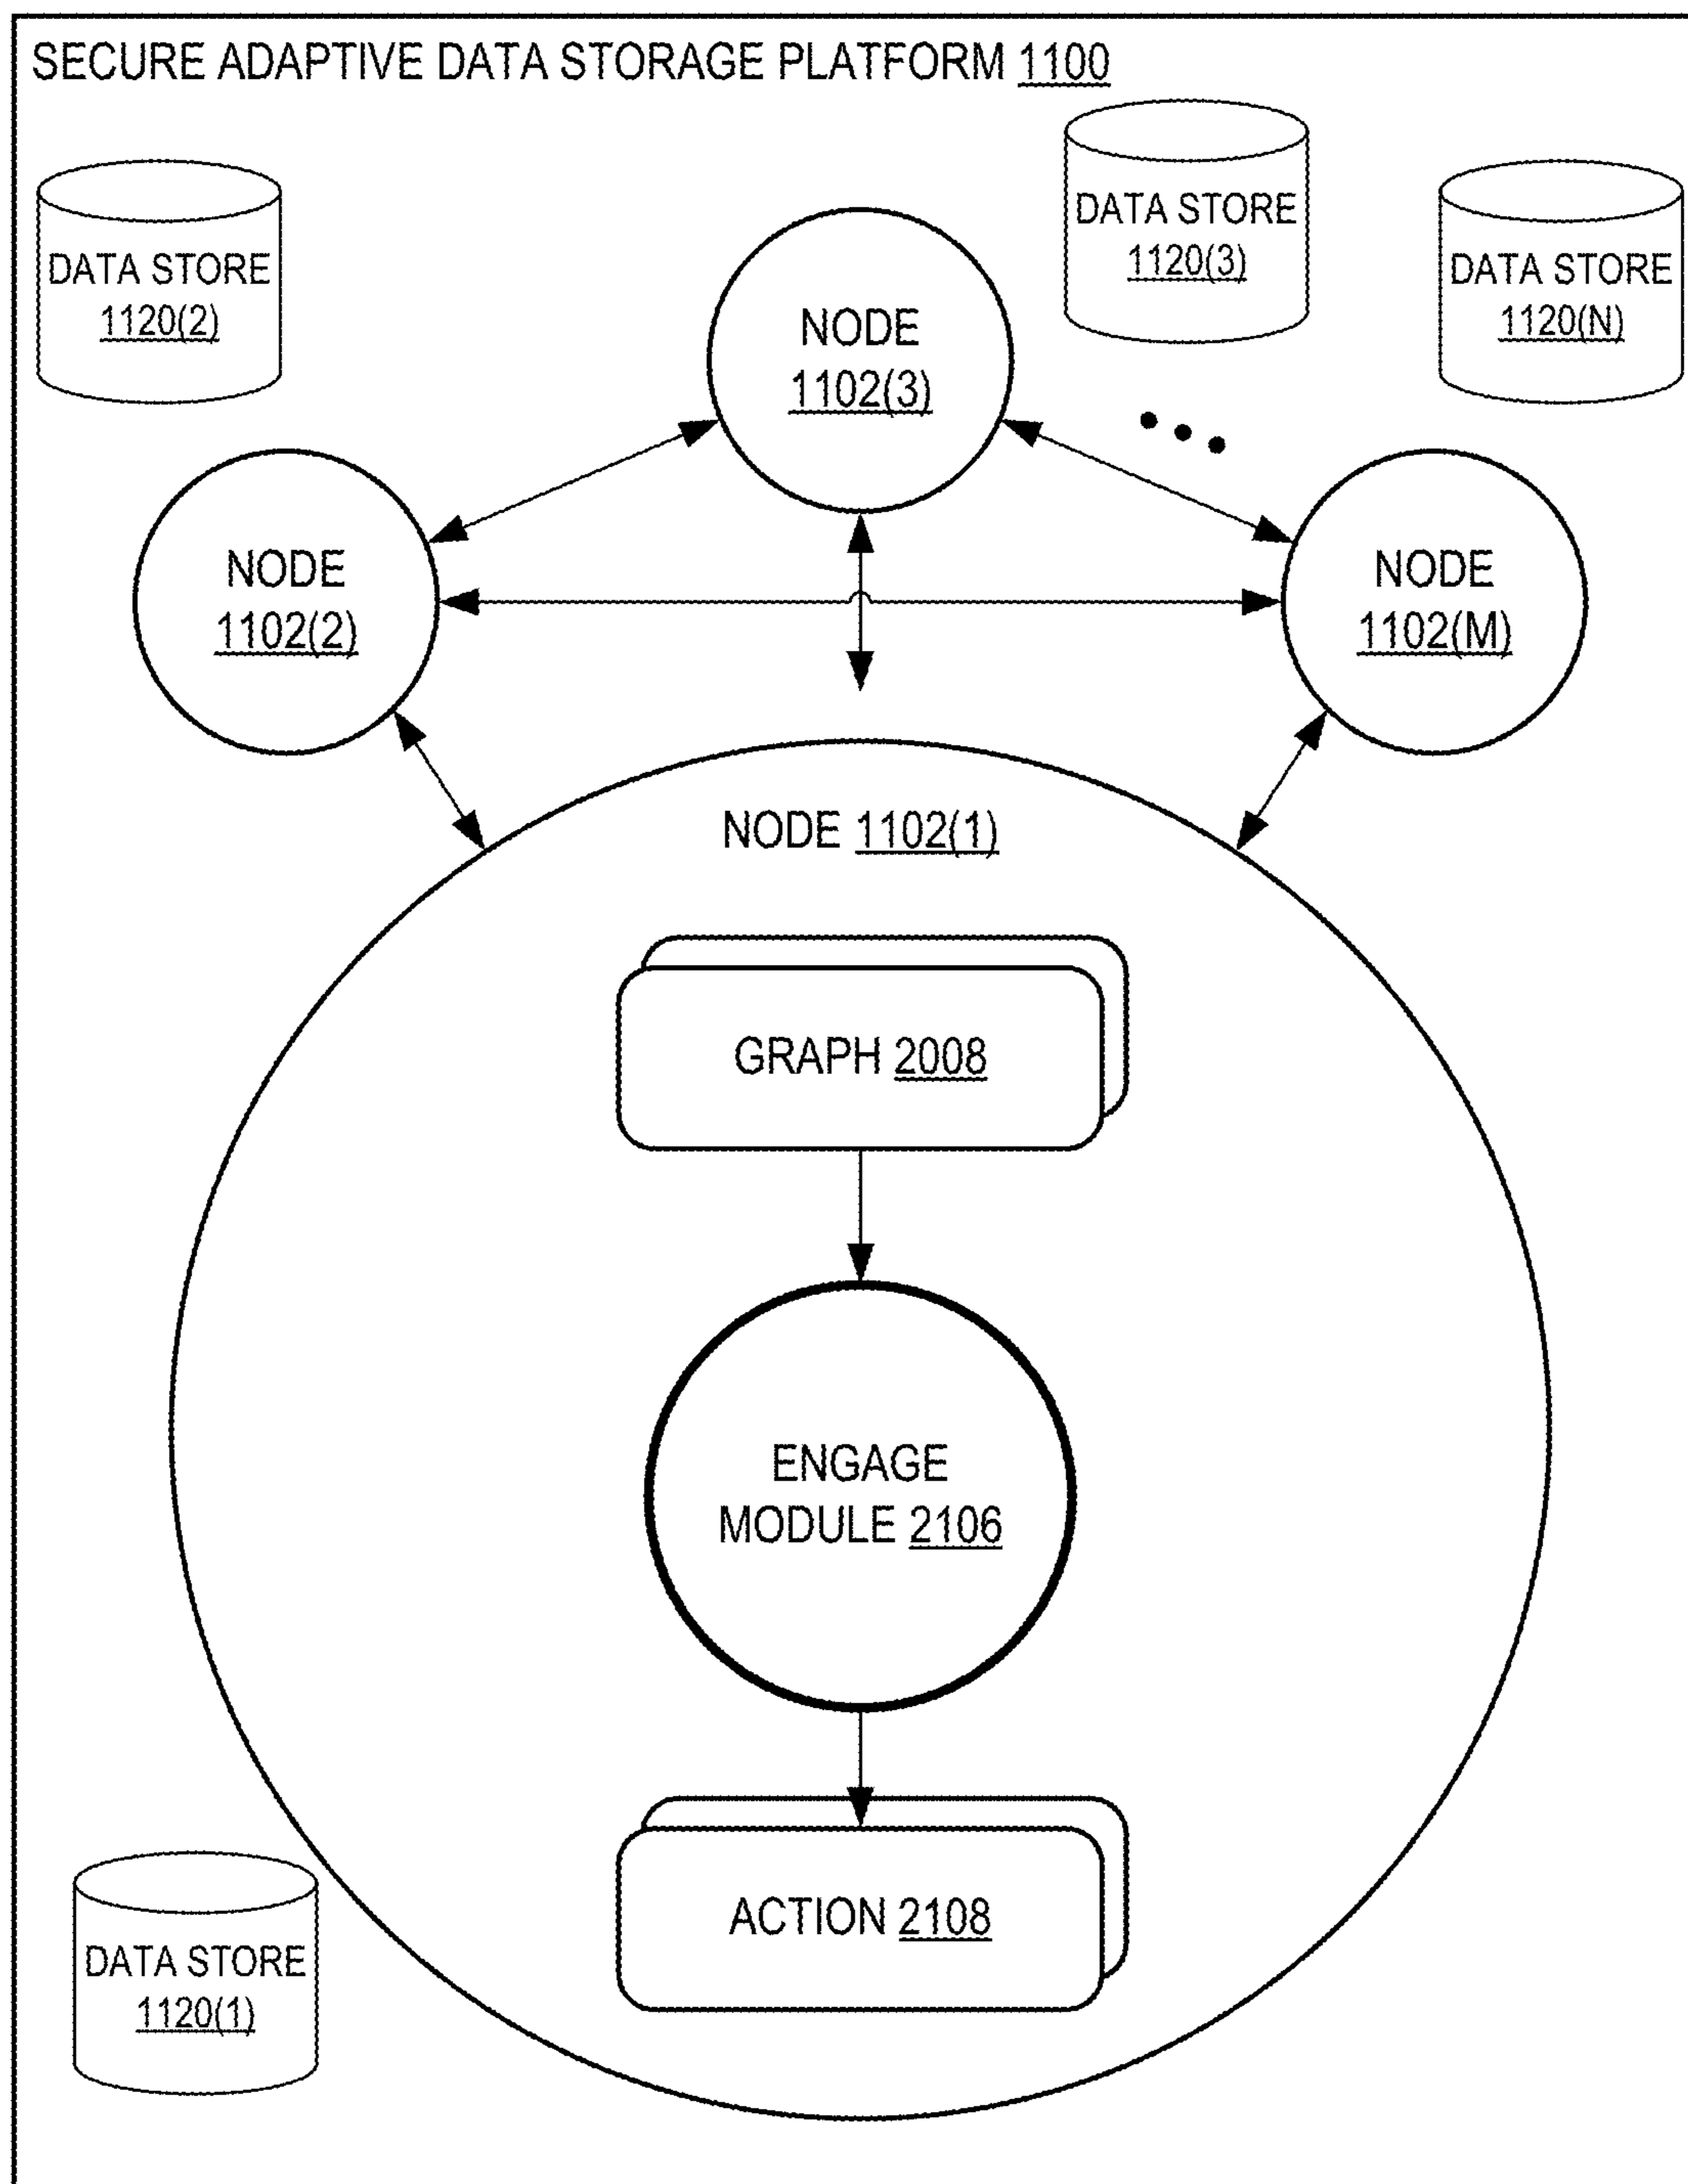 SECURE ADAPTIVE DATA STORAGE PLATFORM 1100
DATA STORE
1120(2)
NODE
1102(3)
DATA STORE
1120(3)
DATA STORE
1120(N)
NODE
1102(2)
NODE
1102(M)
NODE 1102(1)
GRAPH 2008
ENGAGE
MODULE 2106
ACTION 2108
DATA STORE
1120(1)